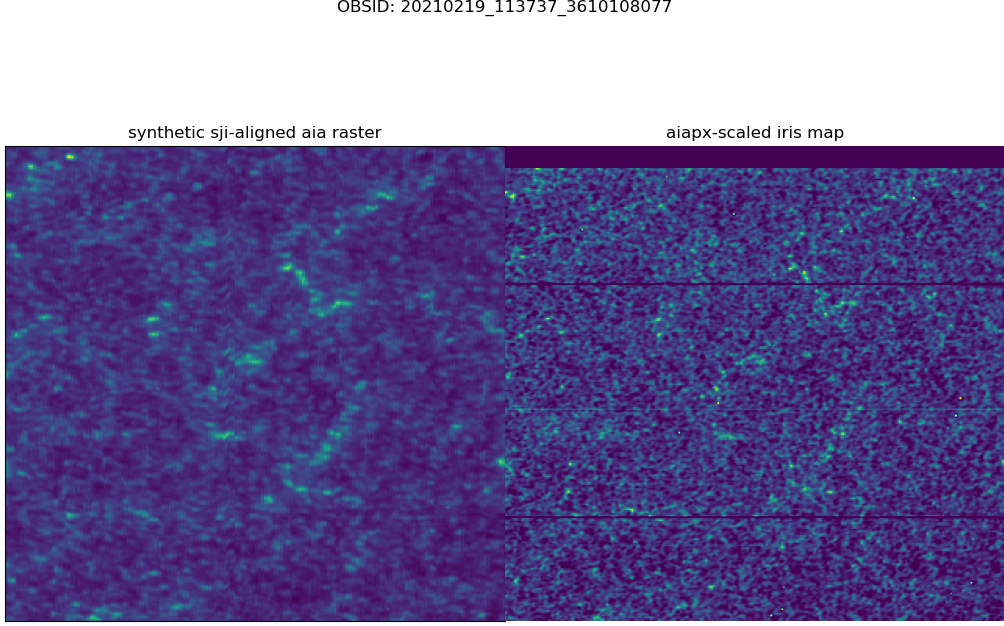 OBSID: 20210219_113737_3610108077
synthetic sji-aligned aia raster
aiapx-scaled iris map